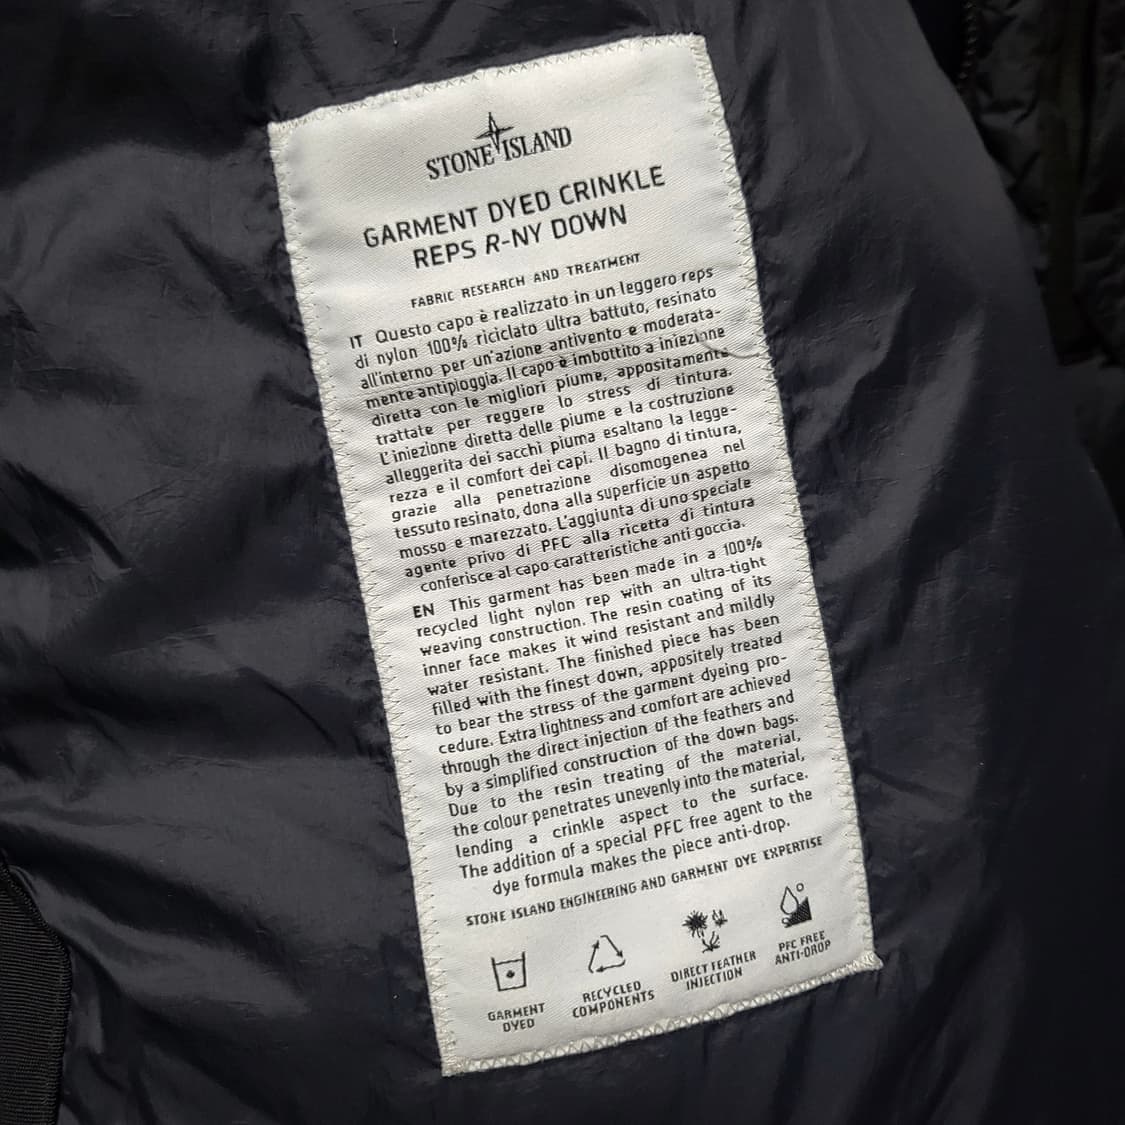 STONE ISLAND
GARMENT DYED CRINKLE
REPS R-NY DOWN
FABRIC RESEARCH AND TREATMENT
IT Questo capo è realizzato in un leggero reps
di nylon 100% riciclato ultra battuto, resinato
all'interno per un'azione antivento e moderata-
mente antipioggia. Il capo è imbottito a iniezione
diretta con le migliori piume, appositamente
trattate per reggere lo stress di tintura.
L'iniezione diretta delle piume e la costruzione
alleggerita dei sacchi piuma esaltano la legge-
rezza e il comfort dei capi. Il bagno di tintura,
grazie alla penetrazione disomogenea nel
tessuto resinato, dona alla superficie un aspetto
mosso e marezzato. L'aggiunta di uno speciale
agente privo di PFC alla ricetta di tintura
conferisce al capo caratteristiche anti goccia.
EN This garment has been made in a 100%
recycled light nylon rep with an ultra-tight
weaving construction. The resin coating of its
inner face makes it wind resistant and mildly
water resistant. The finished piece has been
filled with the finest down, appositely treated
to bear the stress of the garment dyeing pro-
cedure. Extra lightness and comfort are achieved
through the direct injection of the feathers and
by a simplified construction of the down bags.
Due to the resin treating of the material,
the colour penetrates unevenly into the material,
lending a crinkle aspect to the surface.
The addition of a special PFC free agent to the
dye formula makes the piece anti-drop.
STONE ISLAND ENGINEERING AND GARMENT DYE EXPERTISE
GARMENT
DYED
RECYCLED
COMPONENTS
DIRECT FEATHER
INJECTION
PFC FREE
ANTI-DROP